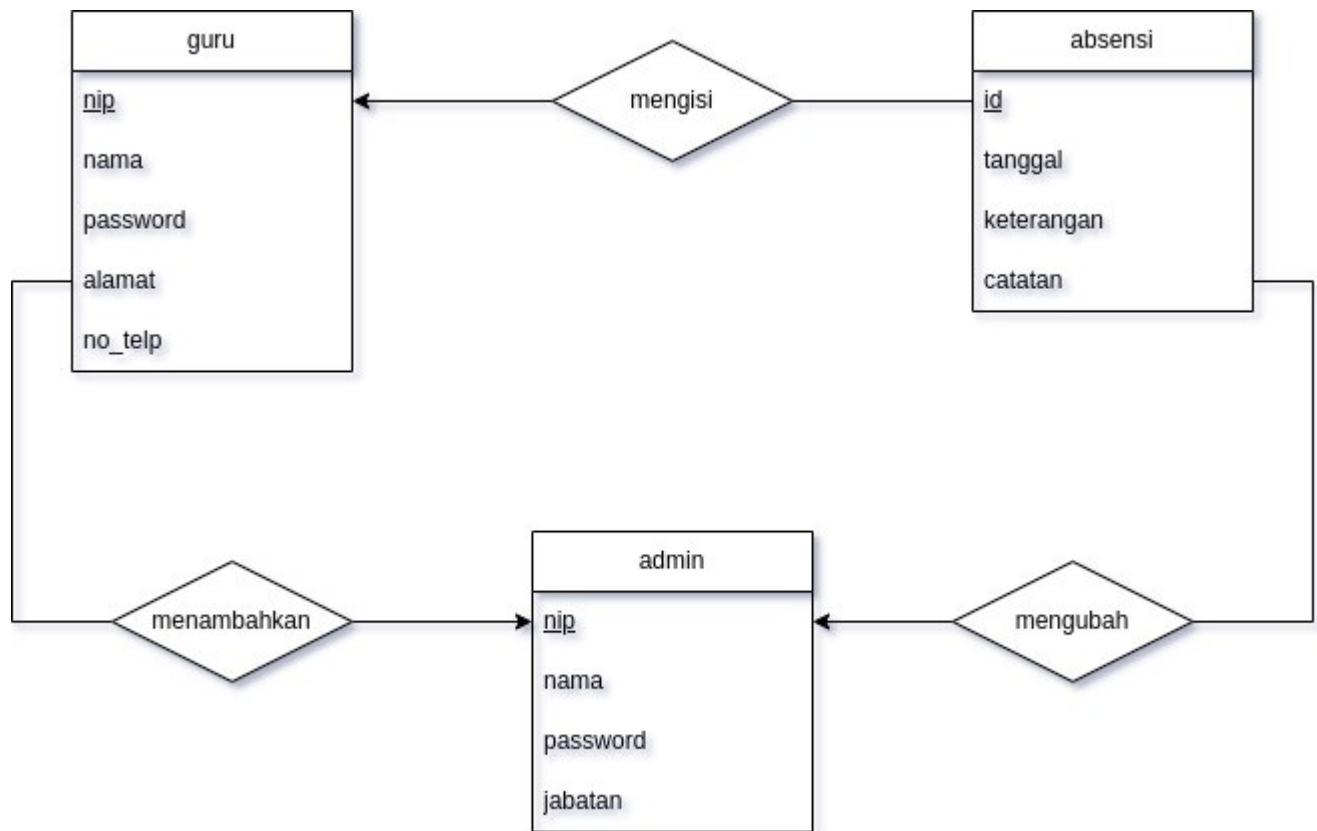 guru
nip
nama
password
alamat
no_telp
mengisi
absensi
id
tanggal
keterangan
catatan
menambahkan
admin
nip
nama
password
jabatan
mengubah